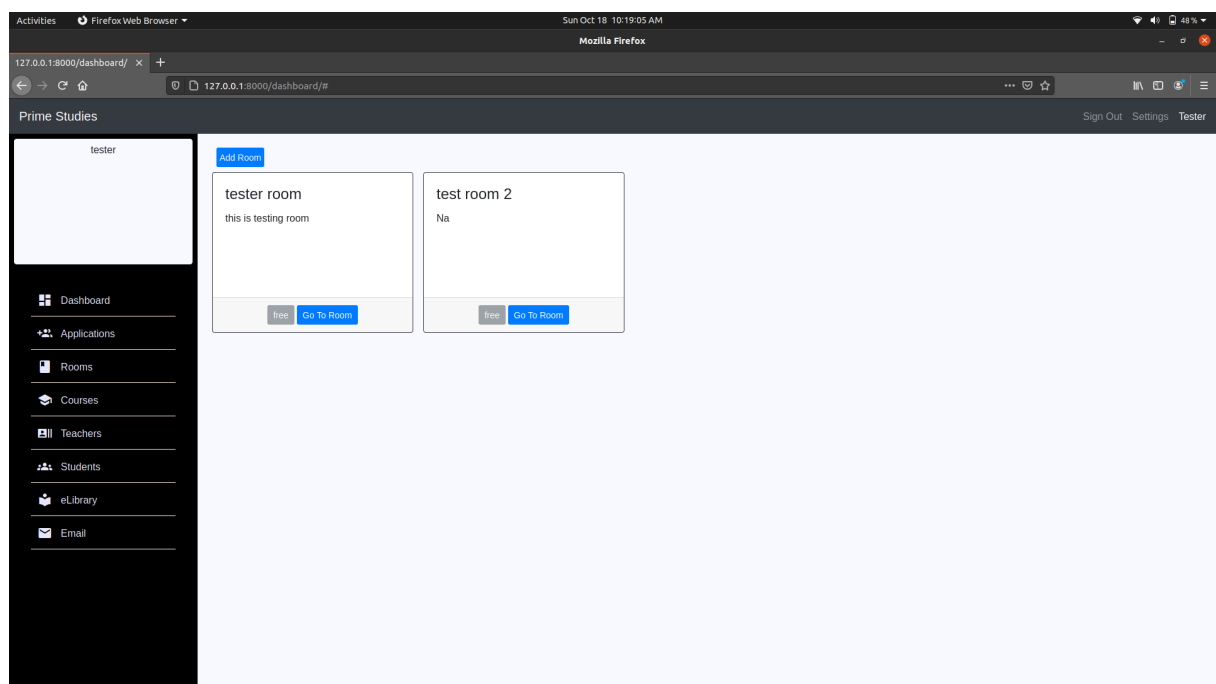 Activities Firefox Web Browser Sun Oct 18 10:19:05 AM 48 %
Mozilla Firefox
127.0.0.1:8000/dashboard/
127.0.0.1:8000/dashboard/#
Prime Studies Sign Out Settings Tester
tester
Dashboard
Applications
Rooms
Courses
Teachers
Students
eLibrary
Email
Add Room
tester room
this is testing room
free Go To Room
test room 2
Na
free Go To Room